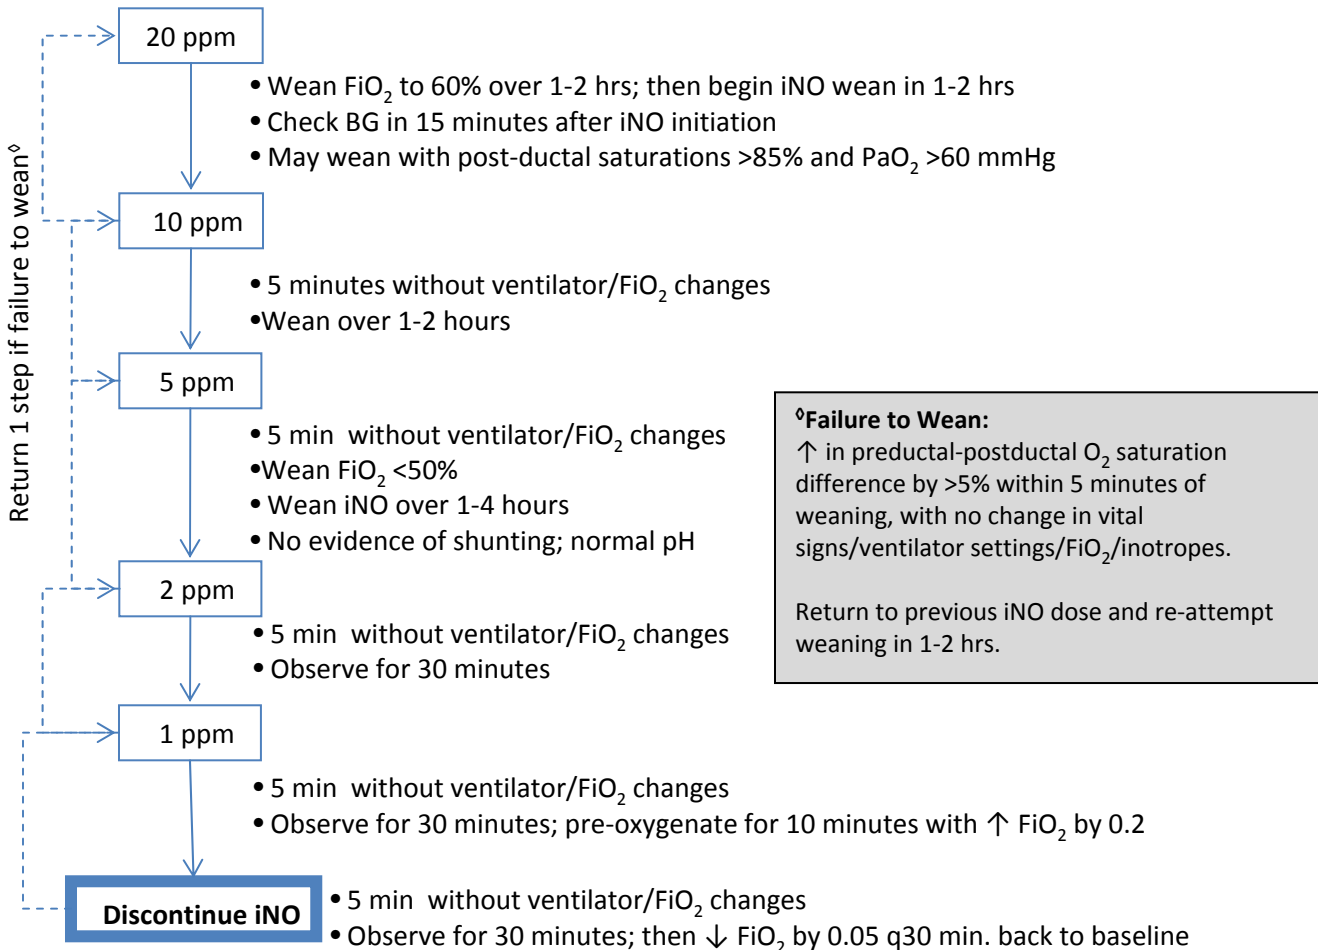 20 ppm
• Wean FiO₂ to 60% over 1-2 hrs; then begin iNO wean in 1-2 hrs
• Check BG in 15 minutes after iNO initiation
• May wean with post-ductal saturations >85% and PaO₂ >60 mmHg
Return 1 step if failure to wean◊
10 ppm
• 5 minutes without ventilator/FiO₂ changes
•Wean over 1-2 hours
5 ppm
• 5 min without ventilator/FiO₂ changes
•Wean FiO₂ <50%
• Wean iNO over 1-4 hours
• No evidence of shunting; normal pH
◊Failure to Wean:
↑ in preductal-postductal O₂ saturation
difference by >5% within 5 minutes of
weaning, with no change in vital
signs/ventilator settings/FiO₂/inotropes.
Return to previous iNO dose and re-attempt
weaning in 1-2 hrs.
2 ppm
• 5 min without ventilator/FiO₂ changes
• Observe for 30 minutes
1 ppm
• 5 min without ventilator/FiO₂ changes
• Observe for 30 minutes; pre-oxygenate for 10 minutes with ↑ FiO₂ by 0.2
Discontinue iNO
• 5 min without ventilator/FiO₂ changes
• Observe for 30 minutes; then ↓ FiO₂ by 0.05 q30 min. back to baseline